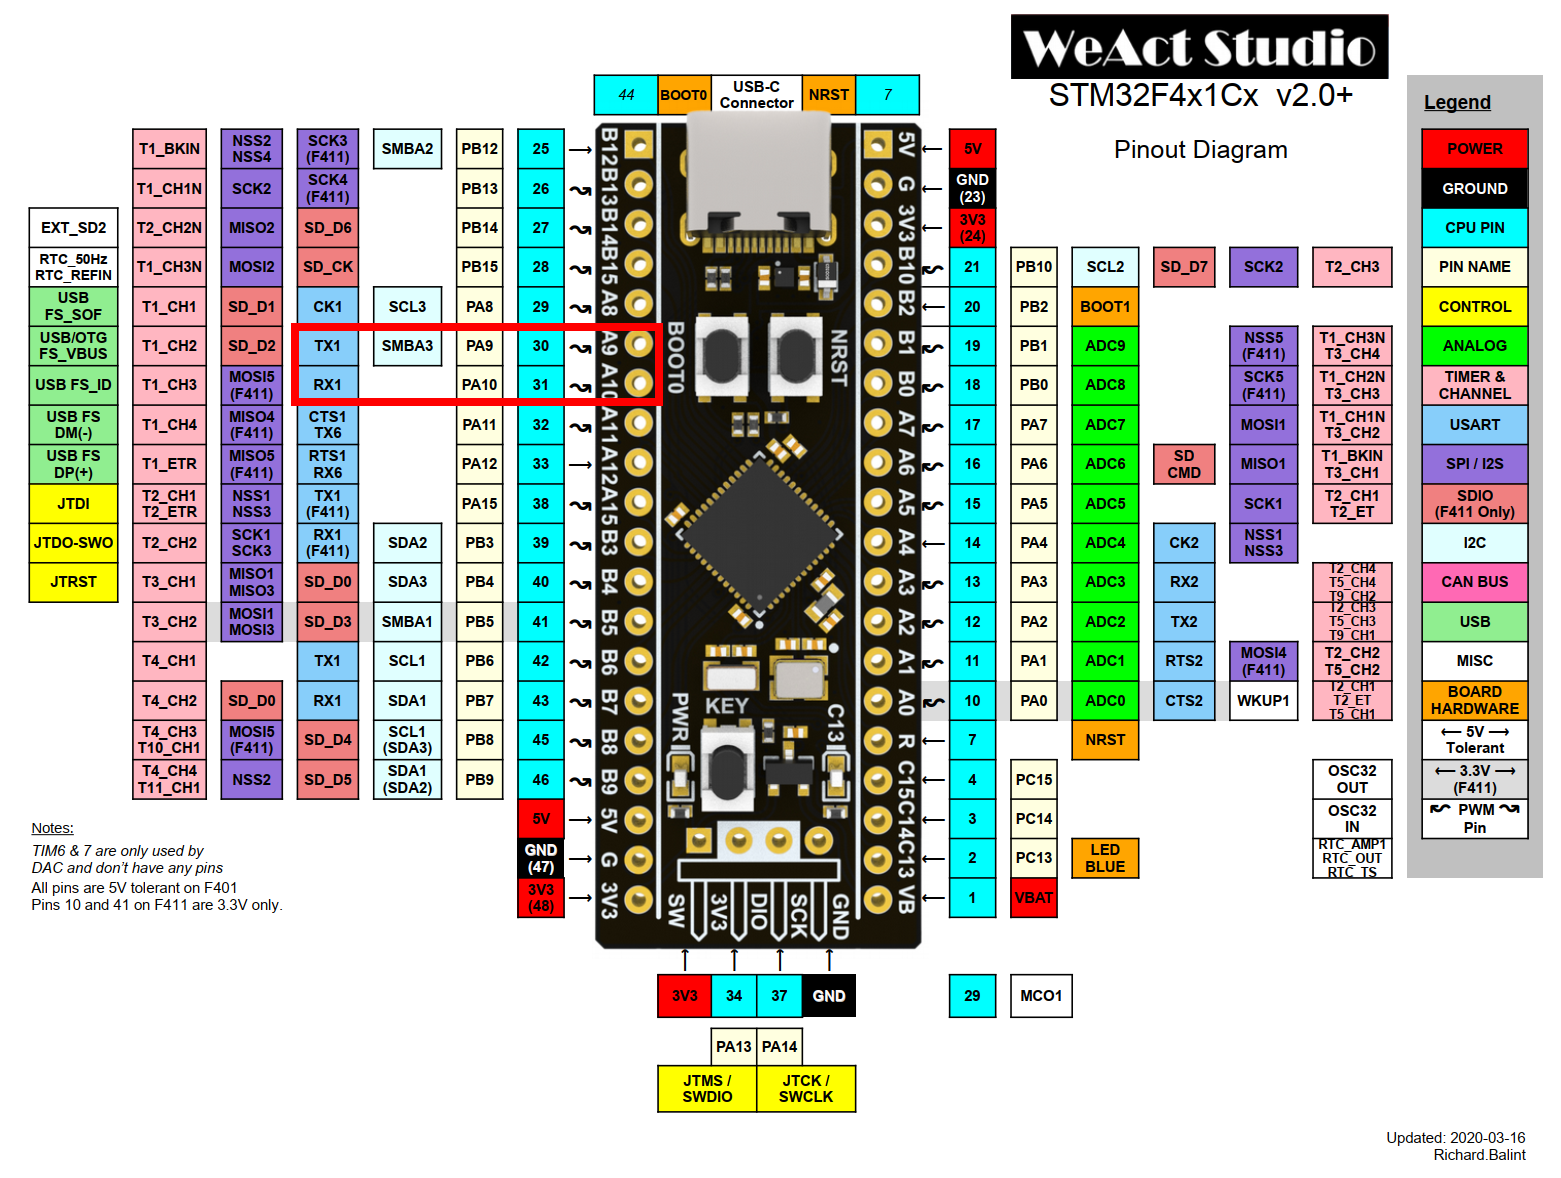 WeAct Studio
STM32F4x1Cx v2.0+
Pinout Diagram
44
BOOT0
USB-C
Connector
NRST
7
T1_BKIN
NSS2
NSS4
SCK3
(F411)
SMBA2
PB12
25
B12
5V
5V
T1_CH1N
SCK2
SCK4
(F411)
PB13
26
B13
G
GND
(23)
T2_CH2N
MISO2
SD_D6
PB14
27
B14
3V3
3V3
(24)
EXT_SD2
T1_CH3N
MOSI2
SD_CK
PB15
28
B15
B10
21
PB10
SCL2
SD_D7
SCK2
T2_CH3
RTC_50Hz
RTC_REFIN
T1_CH1
SD_D1
CK1
SCL3
PA8
29
A8
B2
20
PB2
BOOT1
USB
FS_SOF
T1_CH2
SD_D2
TX1
SMBA3
PA9
30
A9
B1
19
PB1
ADC9
NSS5
(F411)
T1_CH3N
T3_CH4
USB/OTG
FS_VBUS
T1_CH3
MOSI5
(F411)
RX1
PA10
31
A10
B0
18
PB0
ADC8
SCK5
(F411)
T1_CH2N
T3_CH3
USB FS_ID
T1_CH4
MISO4
(F411)
CTS1
TX6
PA11
32
A11
A7
17
PA7
ADC7
MOSI1
T1_CH1N
T3_CH2
USB FS
DM(-)
T1_ETR
MISO5
(F411)
RTS1
RX6
PA12
33
A12
A6
16
PA6
ADC6
SD
CMD
MISO1
T1_BKIN
T3_CH1
USB FS
DP(+)
JTDI
T2_CH1
T2_ETR
NSS1
NSS3
TX1
(F411)
PA15
38
A15
A5
15
PA5
ADC5
SCK1
T2_CH1
T2_ET
JTDO-SWO
T2_CH2
SCK1
SCK3
RX1
(F411)
SDA2
PB3
39
B3
A4
14
PA4
ADC4
CK2
NSS1
NSS3
JTRST
T3_CH1
MISO1
MISO3
SD_D0
SDA3
PB4
40
B4
A3
13
PA3
ADC3
RX2
T2_CH4
T5_CH4
T9_CH2
T3_CH2
MOSI1
MOSI3
SD_D3
SMBA1
PB5
41
B5
A2
12
PA2
ADC2
TX2
T2_CH3
T5_CH3
T9_CH1
T4_CH1
TX1
SCL1
PB6
42
B6
A1
11
PA1
ADC1
RTS2
MOSI4
(F411)
T2_CH2
T5_CH2
T4_CH2
SD_D0
RX1
SDA1
PB7
43
B7
A0
10
PA0
ADC0
CTS2
WKUP1
T2_CH1
T2_ET
T5_CH1
T4_CH3
T10_CH1
MOSI5
(F411)
SD_D4
SCL1
(SDA3)
PB8
45
B8
R
7
NRST
T4_CH4
T11_CH1
NSS2
SD_D5
SDA1
(SDA2)
PB9
46
B9
C15
4
PC15
OSC32
OUT
5V
5V
C14
3
PC14
OSC32
IN
GND
(47)
G
C13
2
PC13
LED
BLUE
RTC_AMP1
RTC_OUT
RTC_TS
3V3
(48)
3V3
VB
1
VBAT
BOOT0
NRST
PWR
KEY
C13
SW
3V3
DIO
SCK
GND
3V3
34
37
GND
29
MCO1
PA13
PA14
JTMS /
SWDIO
JTCK /
SWCLK
Notes:
TIM6 & 7 are only used by
DAC and don't have any pins
All pins are 5V tolerant on F401
Pins 10 and 41 on F411 are 3.3V only.
Legend
POWER
GROUND
CPU PIN
PIN NAME
CONTROL
ANALOG
TIMER &
CHANNEL
USART
SPI / I2S
SDIO
(F411 Only)
I2C
CAN BUS
USB
MISC
BOARD
HARDWARE
← 5V →
Tolerant
← 3.3V →
(F411)
PWM
Pin
Updated: 2020-03-16
Richard.Balint